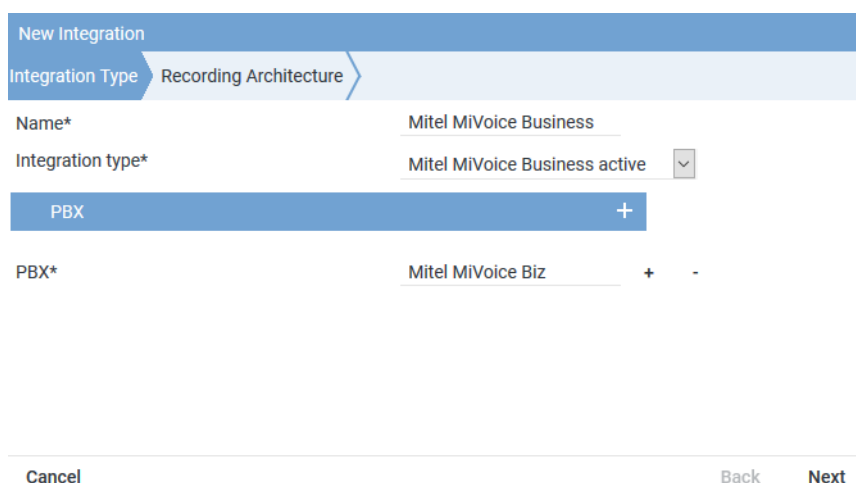 New Integration
Integration Type Recording Architecture
Name* Mitel MiVoice Business
Integration type* Mitel MiVoice Business active
PBX +
PBX* Mitel MiVoice Biz + -
Cancel Back Next